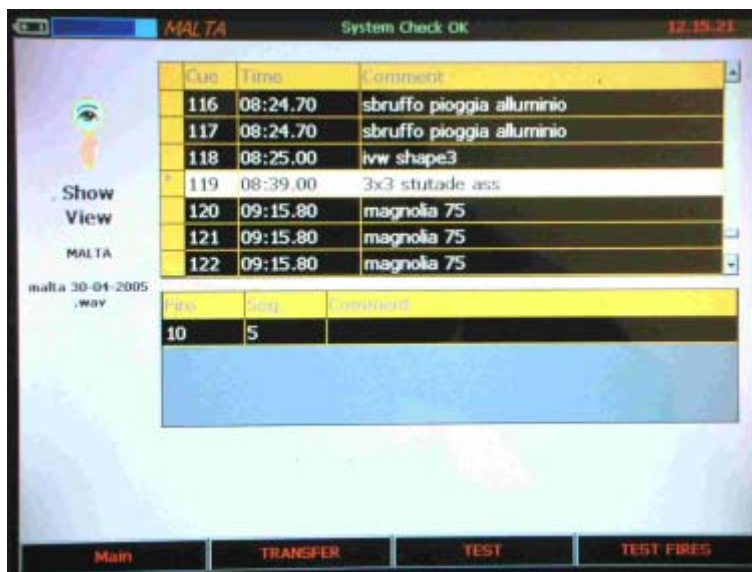 MALTA System Check OK 12.15.21
Cue Time Comment
116 08:24.70 sbruffo pioggia alluminio
117 08:24.70 sbruffo pioggia alluminio
118 08:25.00 ivw shape3
119 08:39.00 3x3 stutade ass
120 09:15.80 magnolia 75
121 09:15.80 magnolia 75
122 09:15.80 magnolia 75
Show
View
MALTA
malta 30-04-2005
.wav
Fire Seq. Comment
10 5
Main TRANSFER TEST TEST FIRES